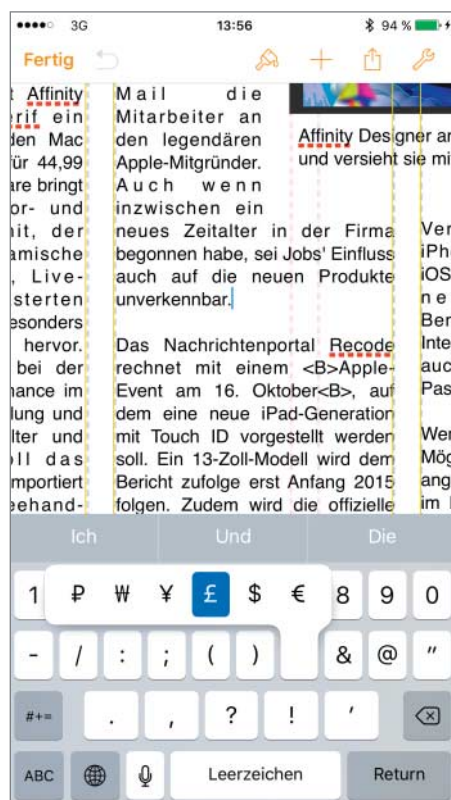 3G 13:56 94 %
Fertig
t Affinity
rif ein
den Mac
für 44,99
are bringt
or- und
nit, der
amische
, Live-
sterten
esonders
hervor.
bei der
nance im
lung und
lter und
oll das
mportiert
eehand-
Mail die
Mitarbeiter an
den legendären
Apple-Mitgründer.
Auch wenn
inzwischen ein
neues Zeitalter in der Firma
begonnen habe, sei Jobs' Einfluss
auch auf die neuen Produkte
unverkennbar.
Das Nachrichtenportal Recode
rechnet mit einem <B>Apple-
Event am 16. Oktober<B>, auf
dem eine neue iPad-Generation
mit Touch ID vorgestellt werden
soll. Ein 13-Zoll-Modell wird dem
Bericht zufolge erst Anfang 2015
folgen. Zudem wird die offizielle
Affinity Designer ar
und versieht sie mi
Ver
iPh
iOS
ne
Ber
Inte
auc
Pas
Wer
Mög
ang
im
Ich Und Die
1 ₽ ₩ ¥ £ $ € 8 9 0
- / : ; ( ) & @ "
#+= . , ? ! '
ABC Leerzeichen Return